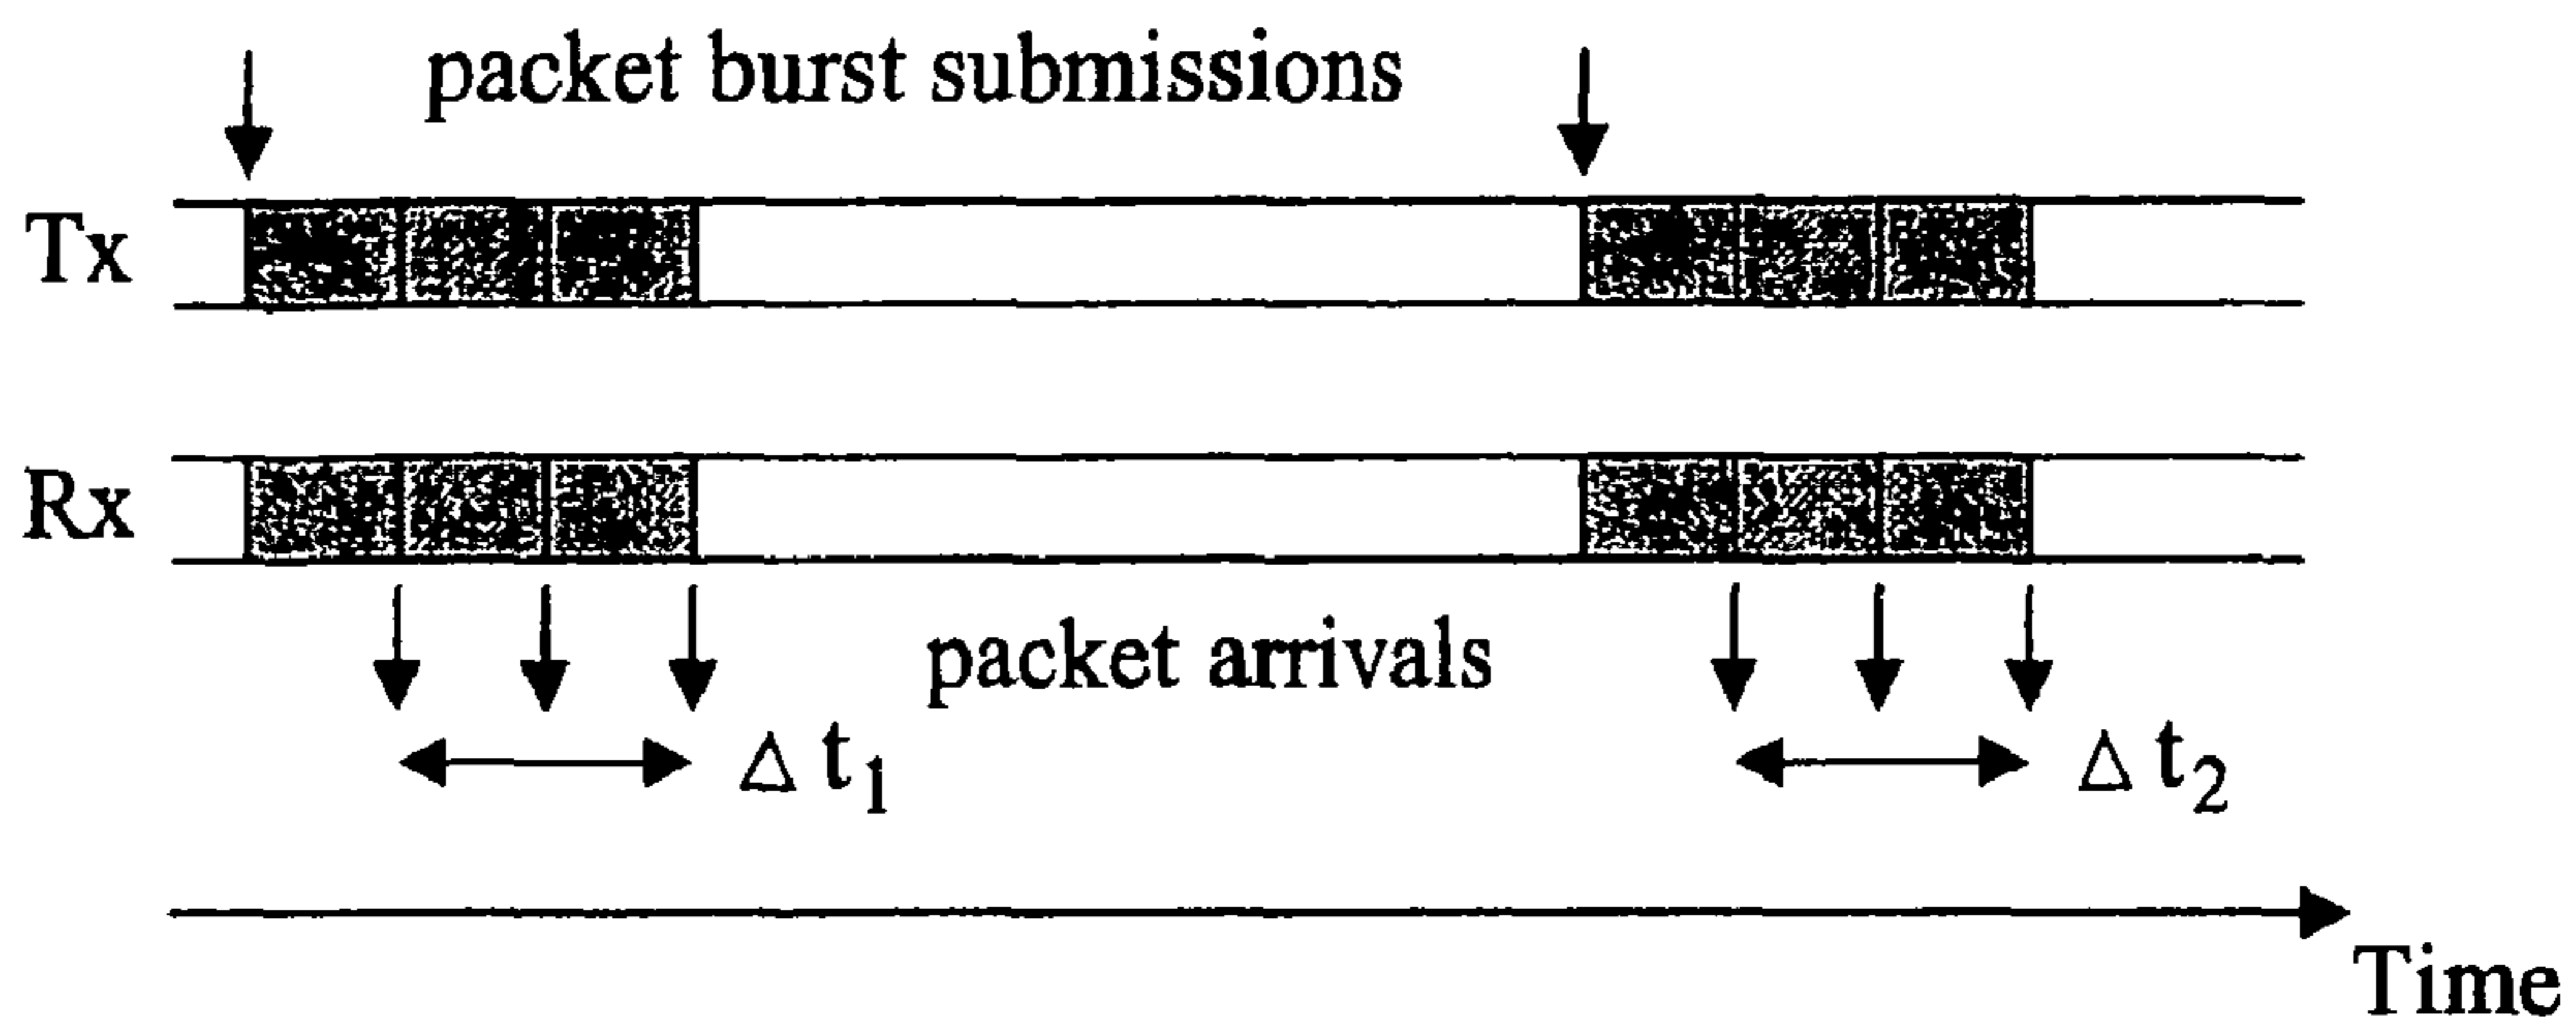 packet burst submissions
Tx
Rx
packet arrivals
Δ t₁
Δ t₂
Time